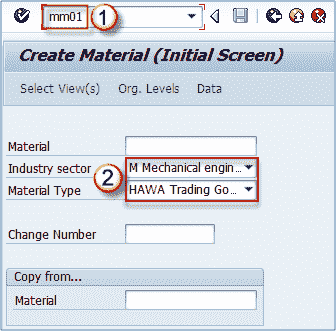 mm01 1
Create Material (Initial Screen)
Select View(s) Org. Levels Data
Material
Industry sector M Mechanical engin...
2
Material Type HAWA Trading Go...
Change Number
Copy from...
Material